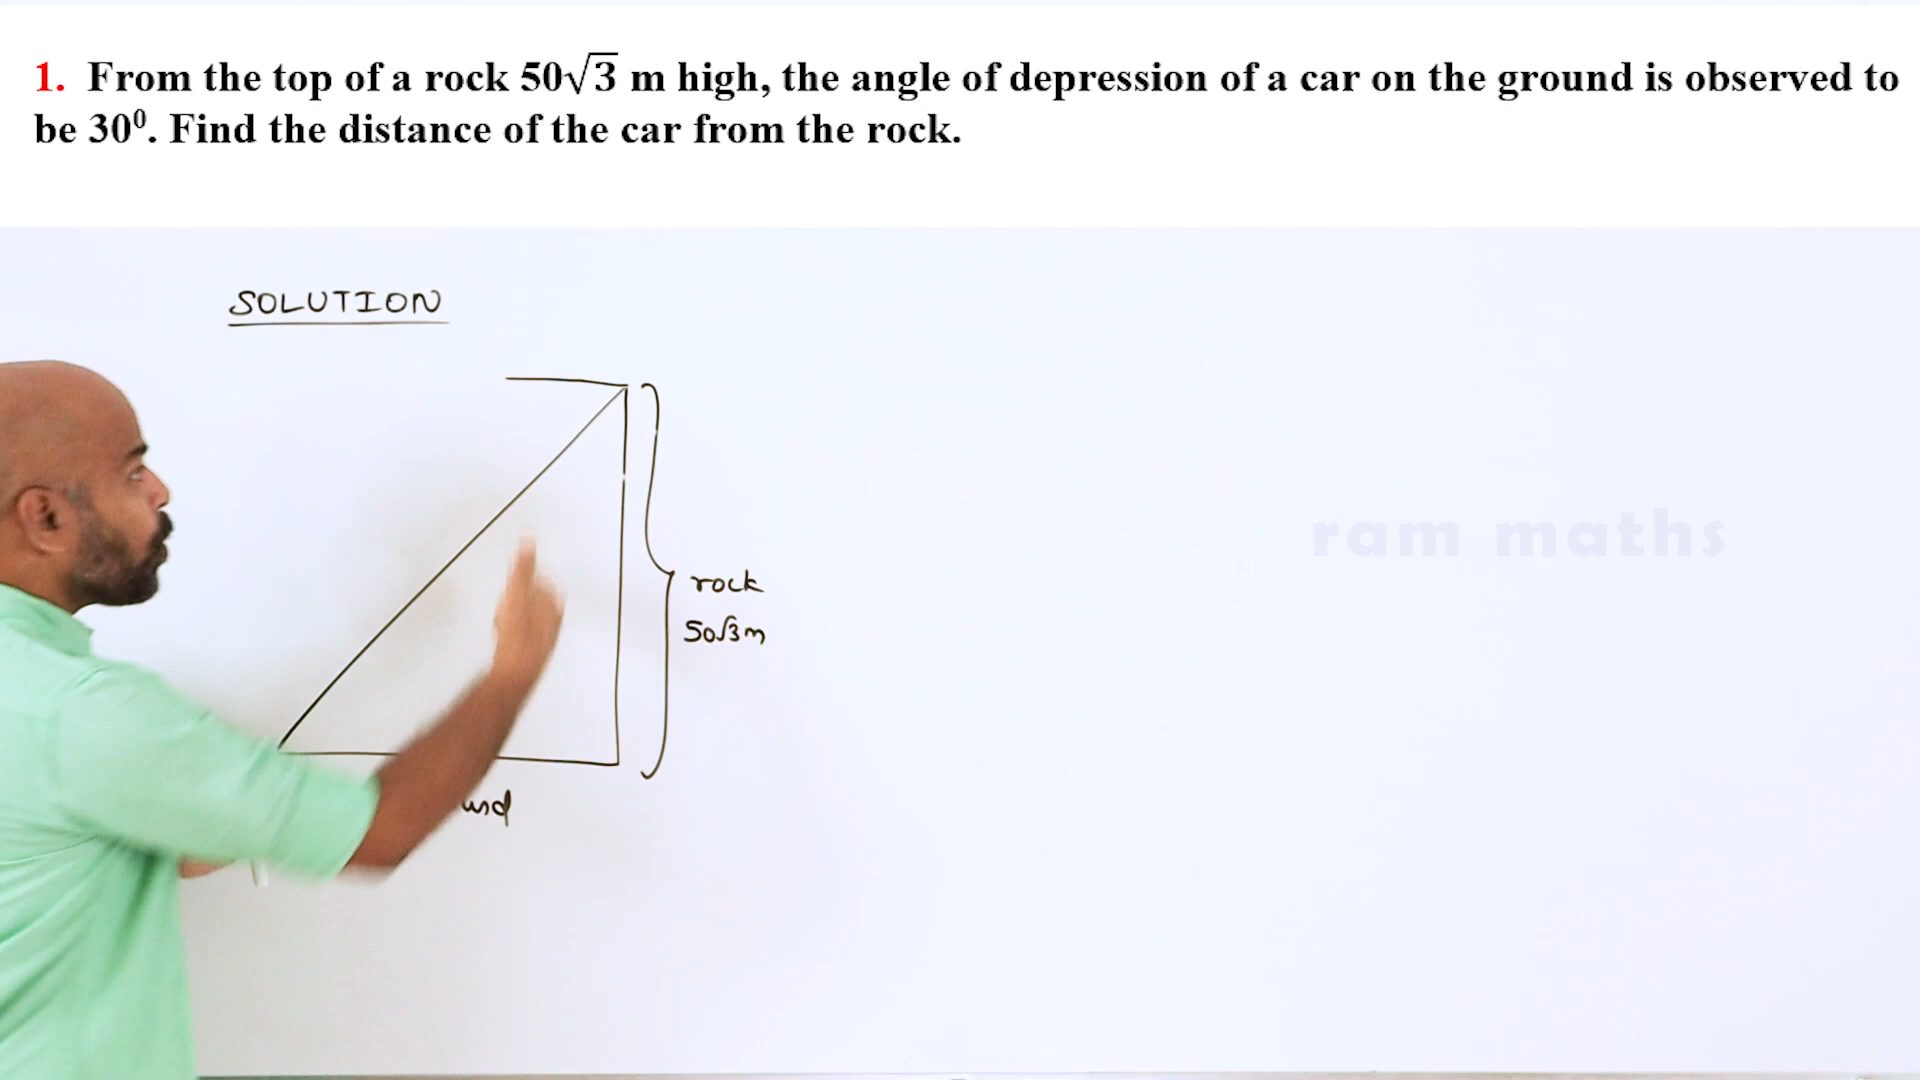 1. From the top of a rock 50√3 m high, the angle of depression of a car on the ground is observed to
be 30⁰. Find the distance of the car from the rock.
SOLUTION
rock
50√3m
ram maths